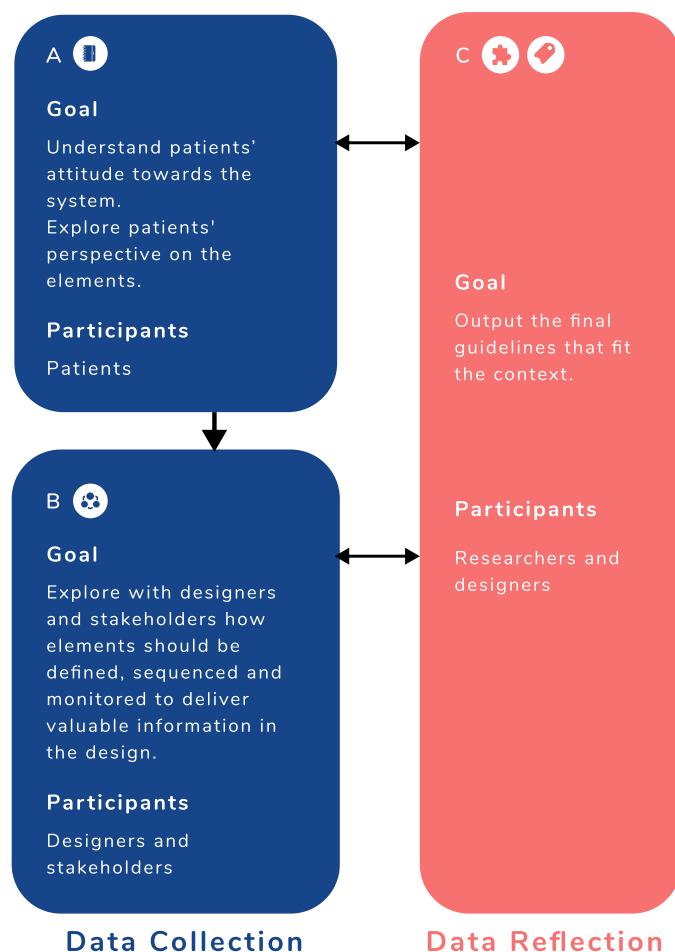 A
Goal
Understand patients’
attitude towards the
system.
Explore patients'
perspective on the
elements.
Participants
Patients
B
Goal
Explore with designers
and stakeholders how
elements should be
defined, sequenced and
monitored to deliver
valuable information in
the design.
Participants
Designers and
stakeholders
Data Collection
C
Goal
Output the final
guidelines that fit
the context.
Participants
Researchers and
designers
Data Reflection